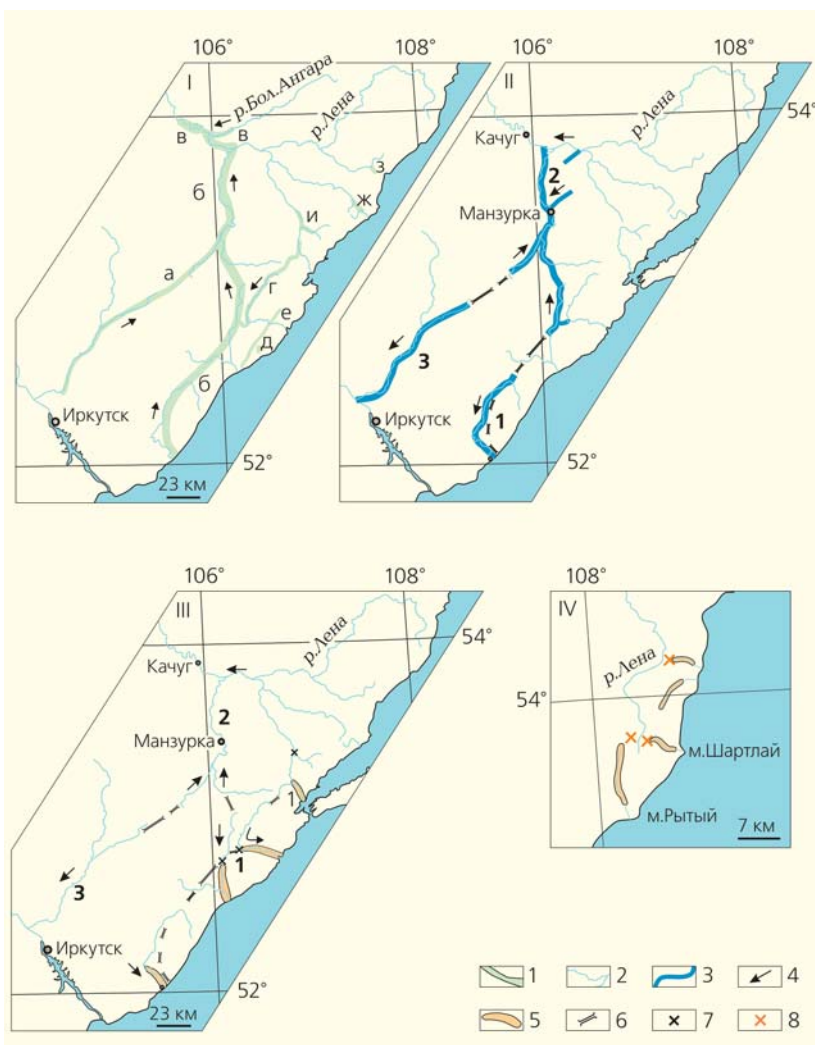 106° 108° 106° 108°
I II
р.Бол.Ангара
р.Лена р.Лена
54°
в в Качуг
з
б 2
ж
Манзурка
и
а
г
е
3
д
б
1
Иркутск Иркутск
52° 52°
23 км
106° 108° 108°
III IV
р.Лена
54°
Качуг
р.Лена
2 54°
Манзурка
м.Шартлай
1
м.Рытый
7 км
3
Иркутск
1 2 3 4
52°
23 км
5 6 7 8